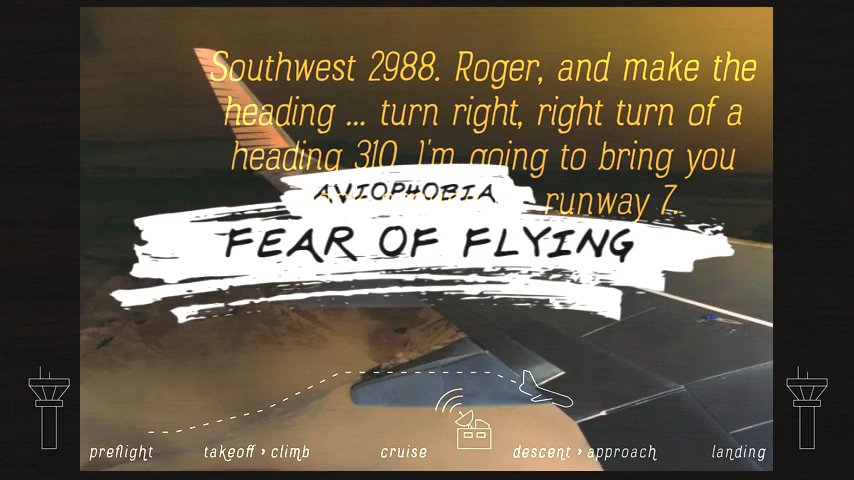 Southwest 2988. Roger, and make the
heading ... turn right, right turn of a
heading 310. I'm going to bring you
runway 7.
AVIOPHOBIA
FEAR OF FLYING
preflight
takeoff > climb
cruise
descent > approach
landing